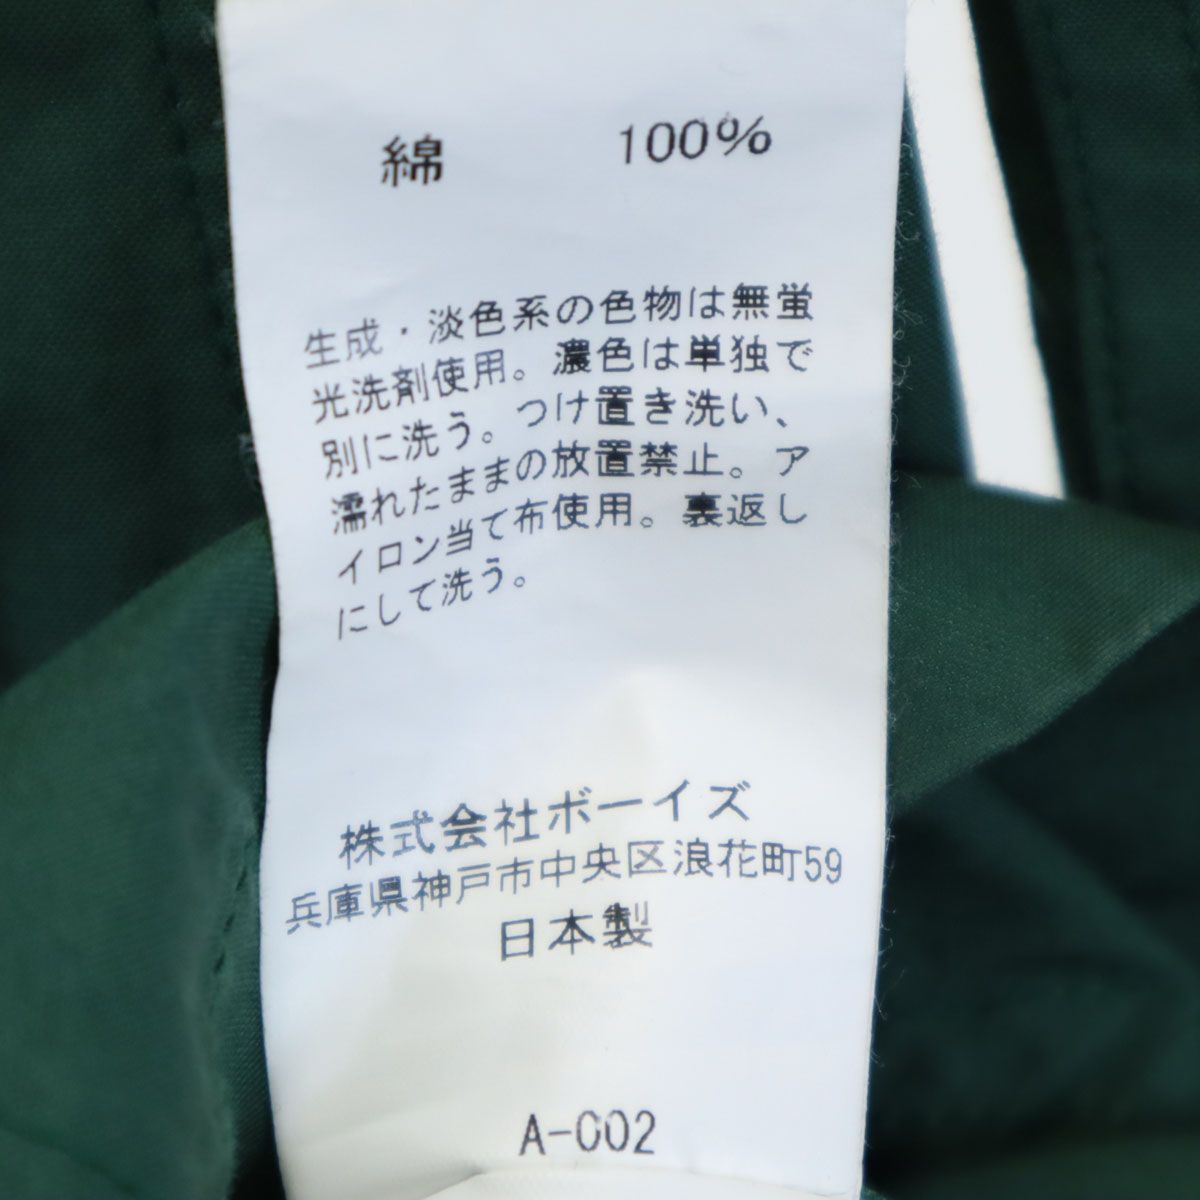 綿 100%
生成・淡色系の色物は無蛍
光洗剤使用。濃色は単独で
別に洗う。つけ置き洗い、
濡れたままの放置禁止。ア
イロン当て布使用。裏返し
にして洗う。
株式会社ボーイズ
兵庫県神戸市中央区浪花町59
日本製
A-002